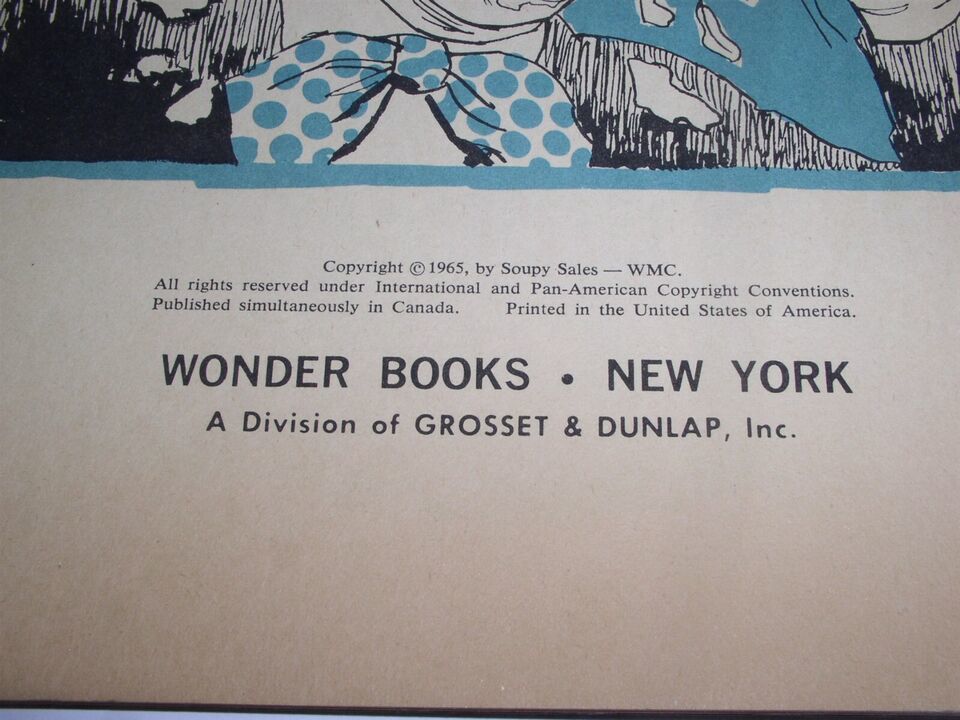 Copyright © 1965, by Soupy Sales — WMC.
All rights reserved under International and Pan-American Copyright Conventions.
Published simultaneously in Canada. Printed in the United States of America.
WONDER BOOKS • NEW YORK
A Division of GROSSET & DUNLAP, Inc.